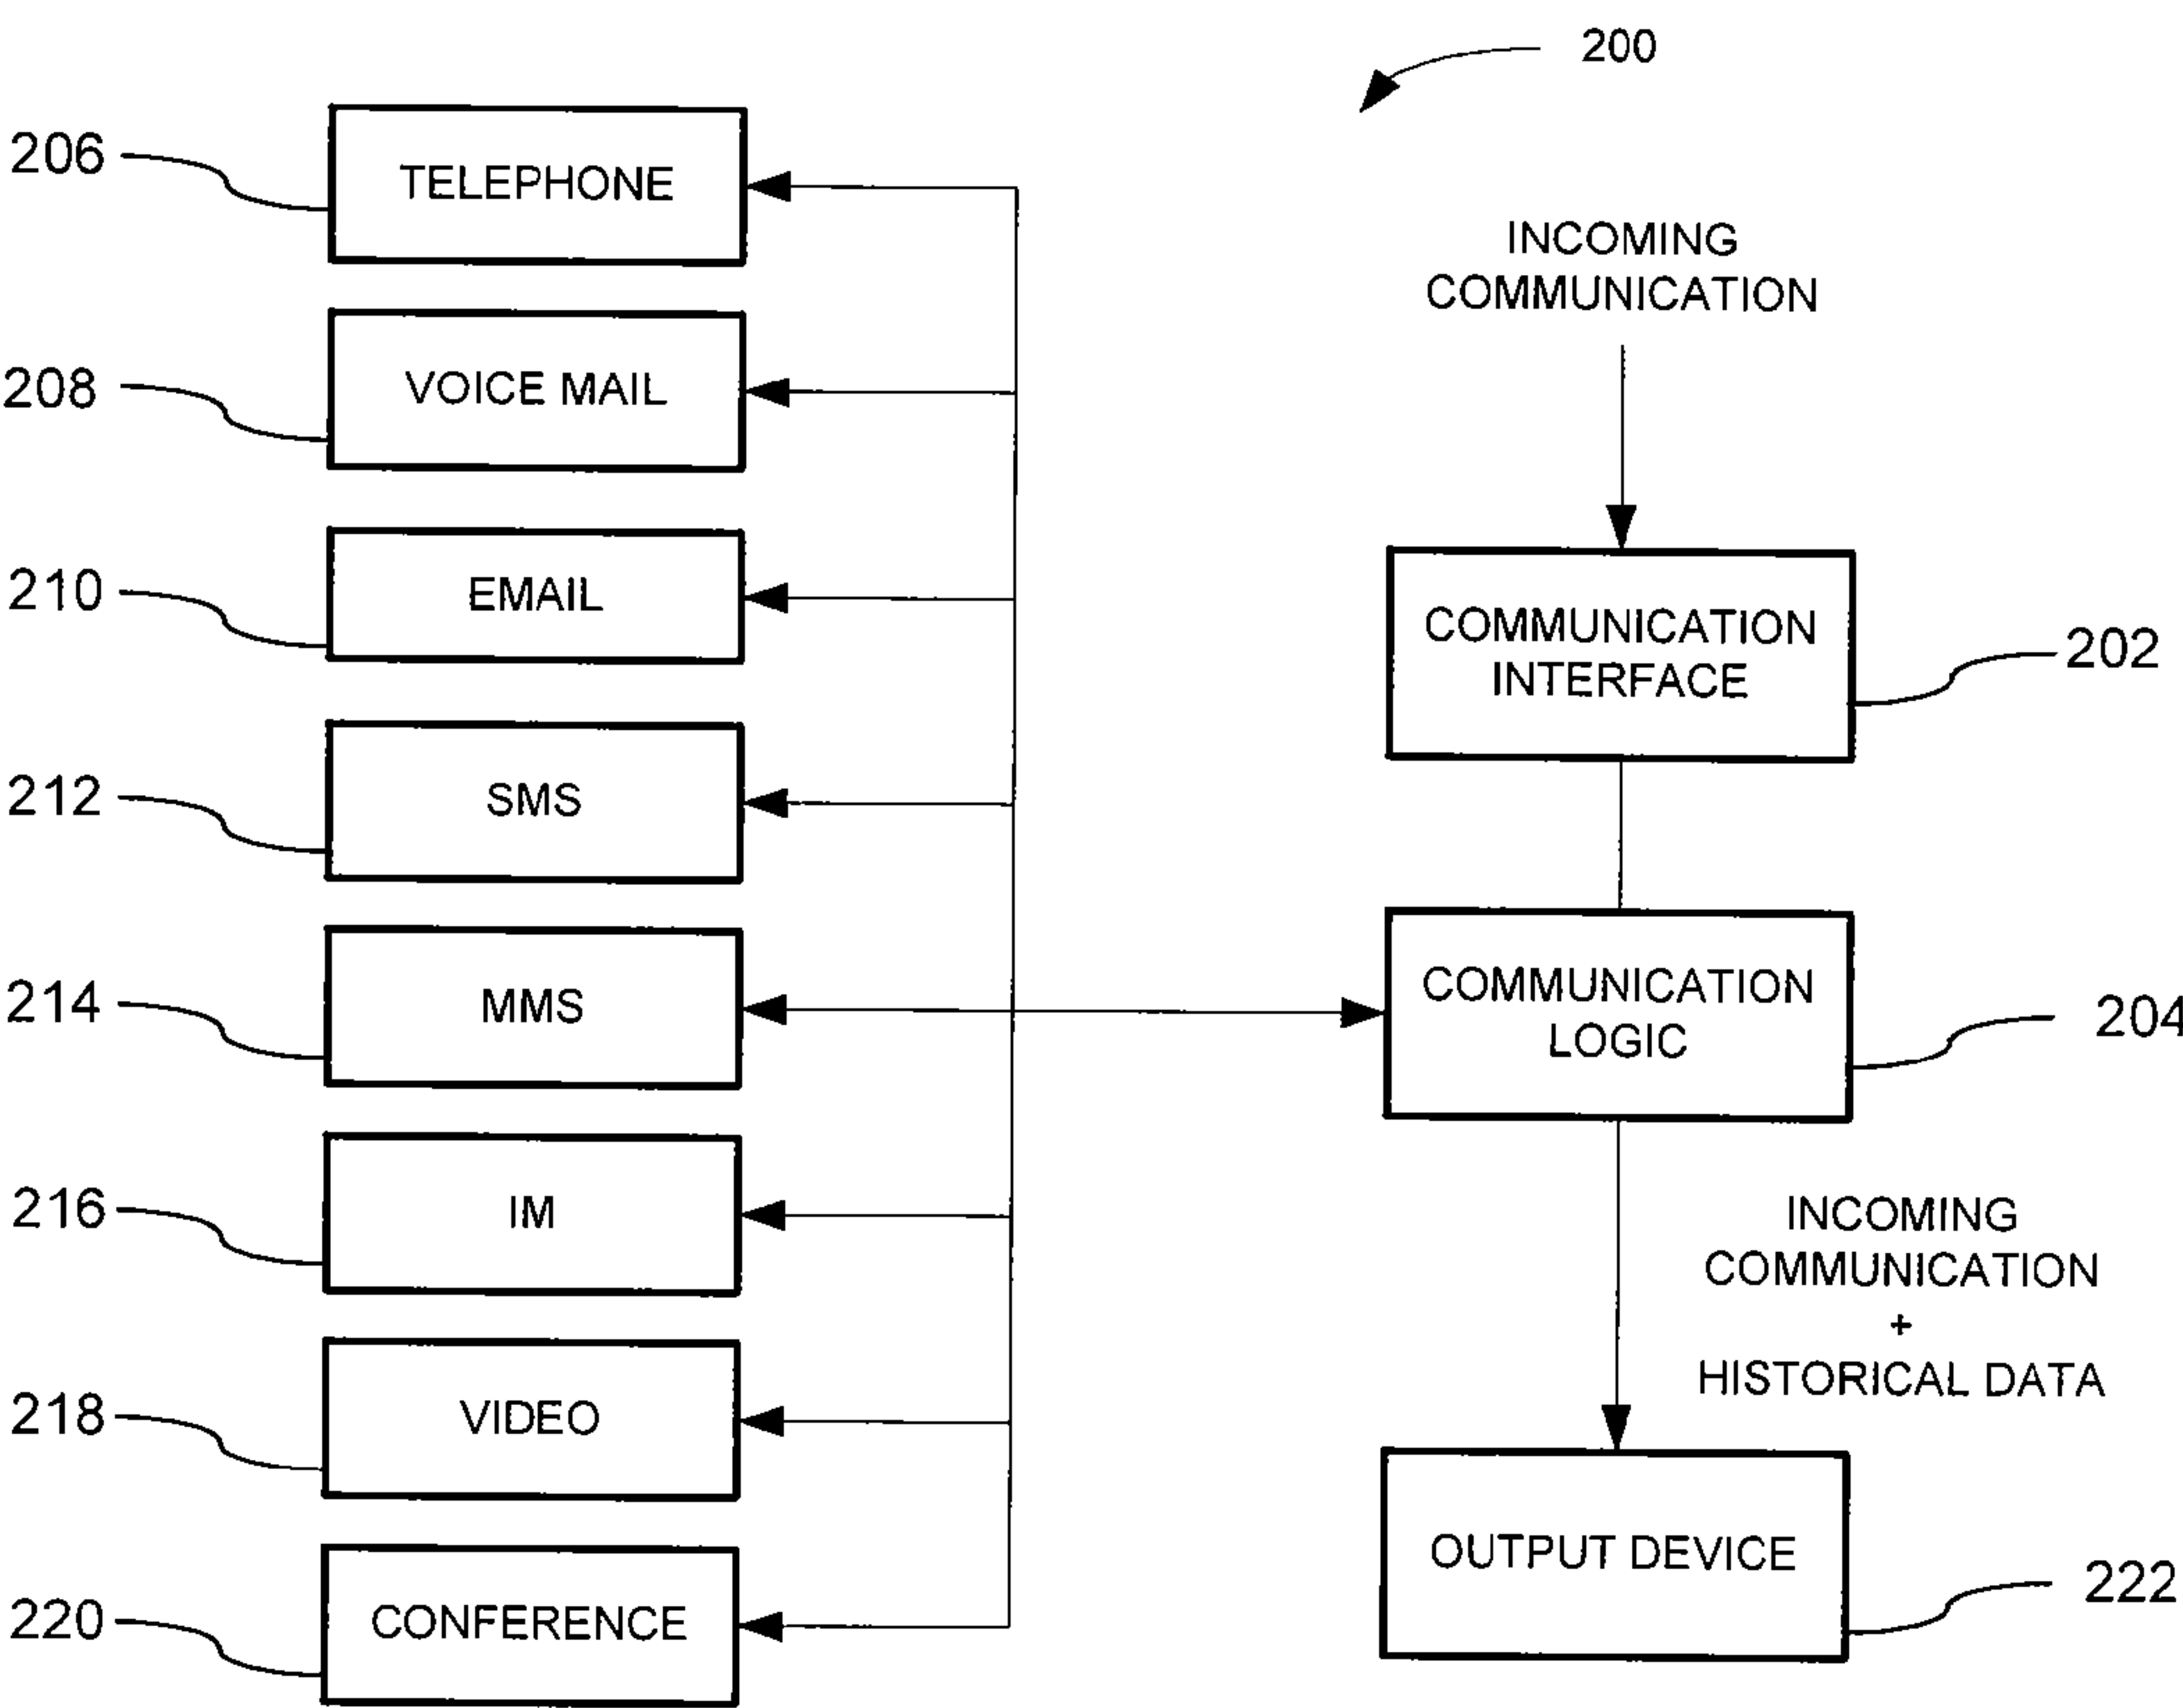 200
206
TELEPHONE
INCOMING
COMMUNICATION
208
VOICE MAIL
210
EMAIL
COMMUNICATION
INTERFACE
202
212
SMS
214
MMS
COMMUNICATION
LOGIC
204
216
IM
INCOMING
COMMUNICATION
+
HISTORICAL DATA
218
VIDEO
OUTPUT DEVICE
222
220
CONFERENCE